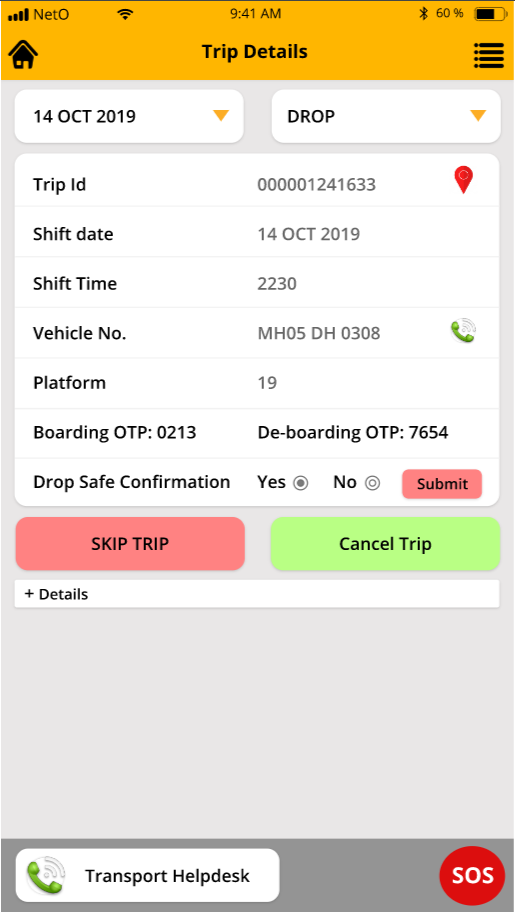 NetO 9:41 AM 60 %
Trip Details
14 OCT 2019 DROP
Trip Id 000001241633
Shift date 14 OCT 2019
Shift Time 2230
Vehicle No. MH05 DH 0308
Platform 19
Boarding OTP: 0213 De-boarding OTP: 7654
Drop Safe Confirmation Yes No Submit
SKIP TRIP Cancel Trip
+ Details
Transport Helpdesk SOS